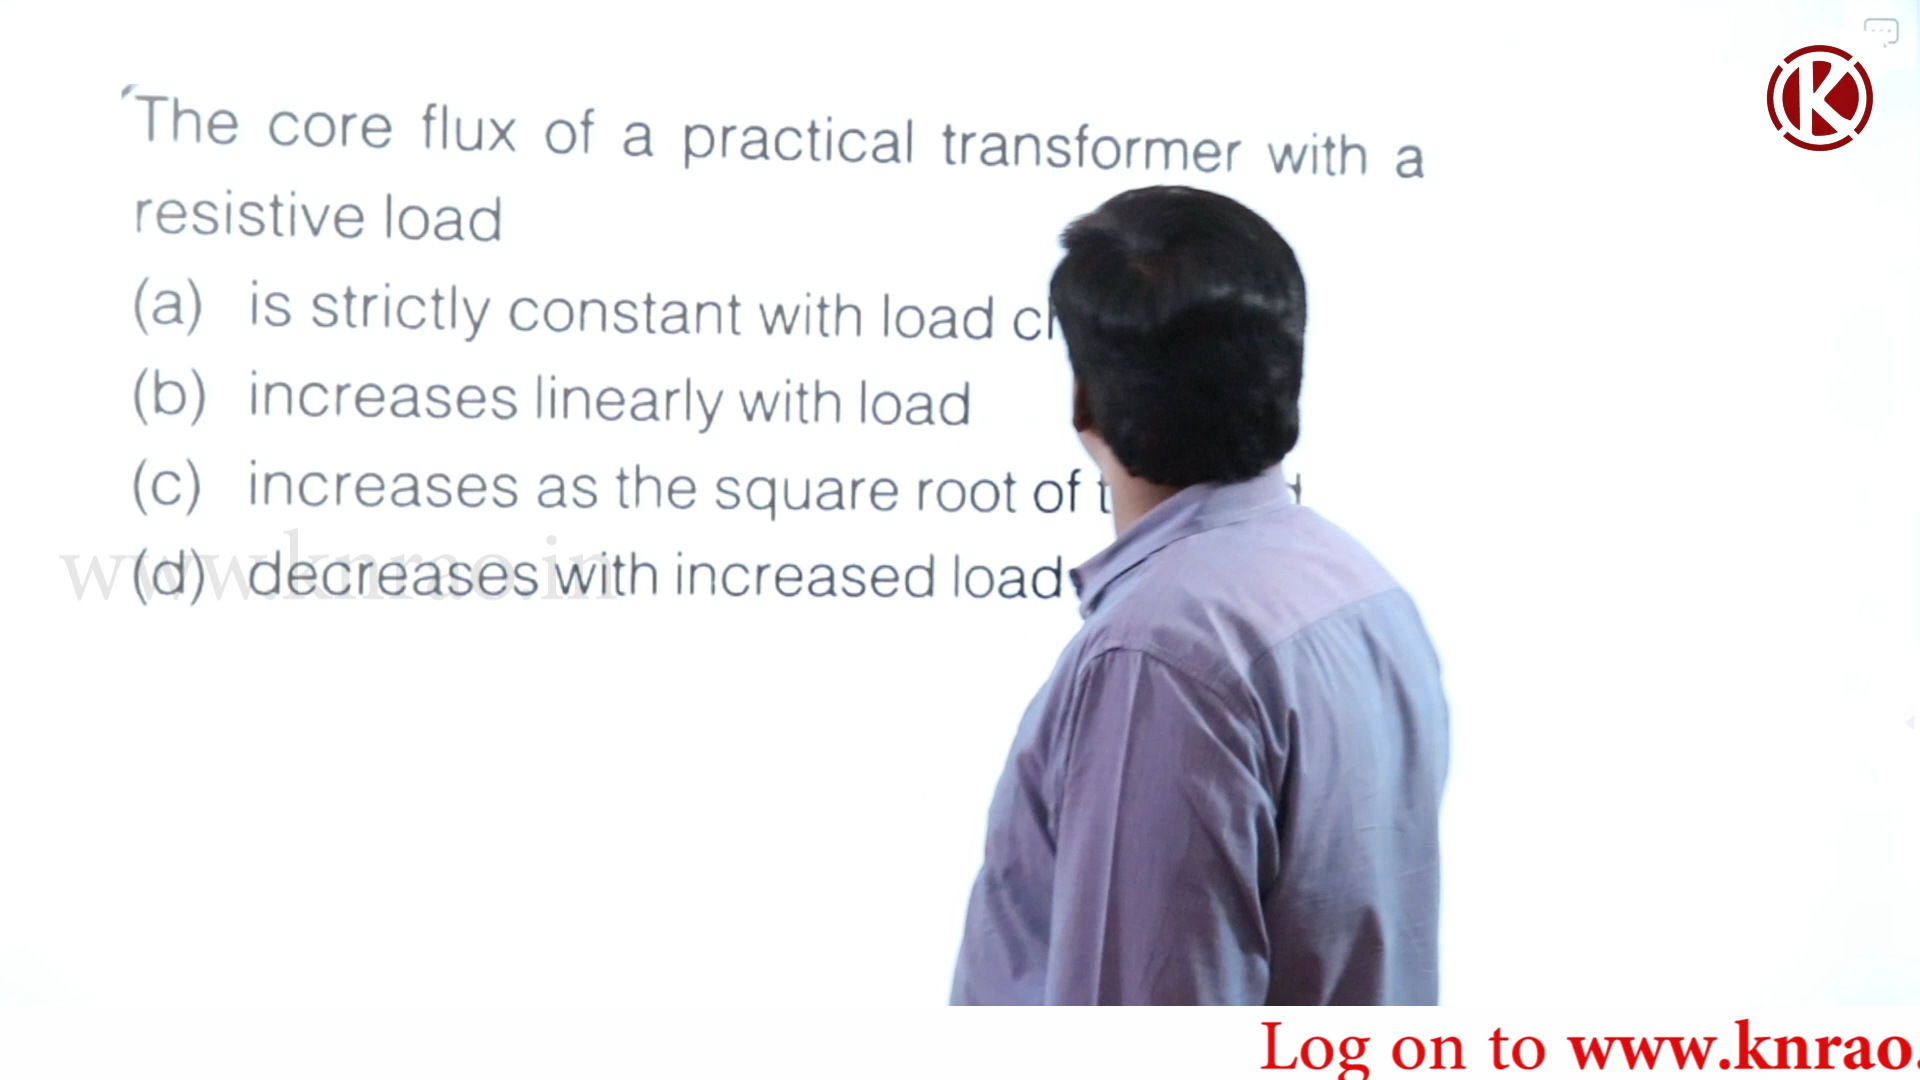 The core flux of a practical transformer with a
resistive load
(a) is strictly constant with load
(b) increases linearly with load
(c) increases as the square root of
(d) decreases with increased load
www.knrao.in
K
Log on to www.knrao.